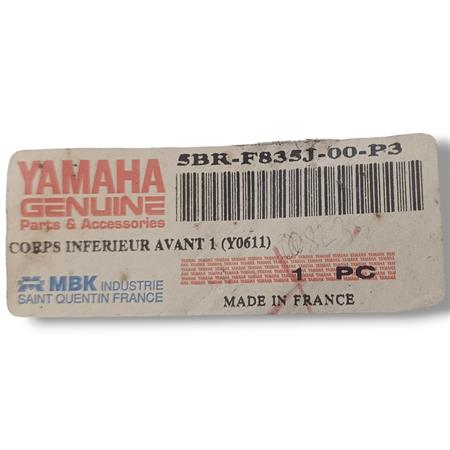 YAMAHA
GENUINE
Parts & Accessories
5BR-F835J-00-P3
CORPS INFERIEUR AVANT 1 (Y0611)
MBK INDUSTRIE
SAINT QUENTIN FRANCE
1 PC
MADE IN FRANCE